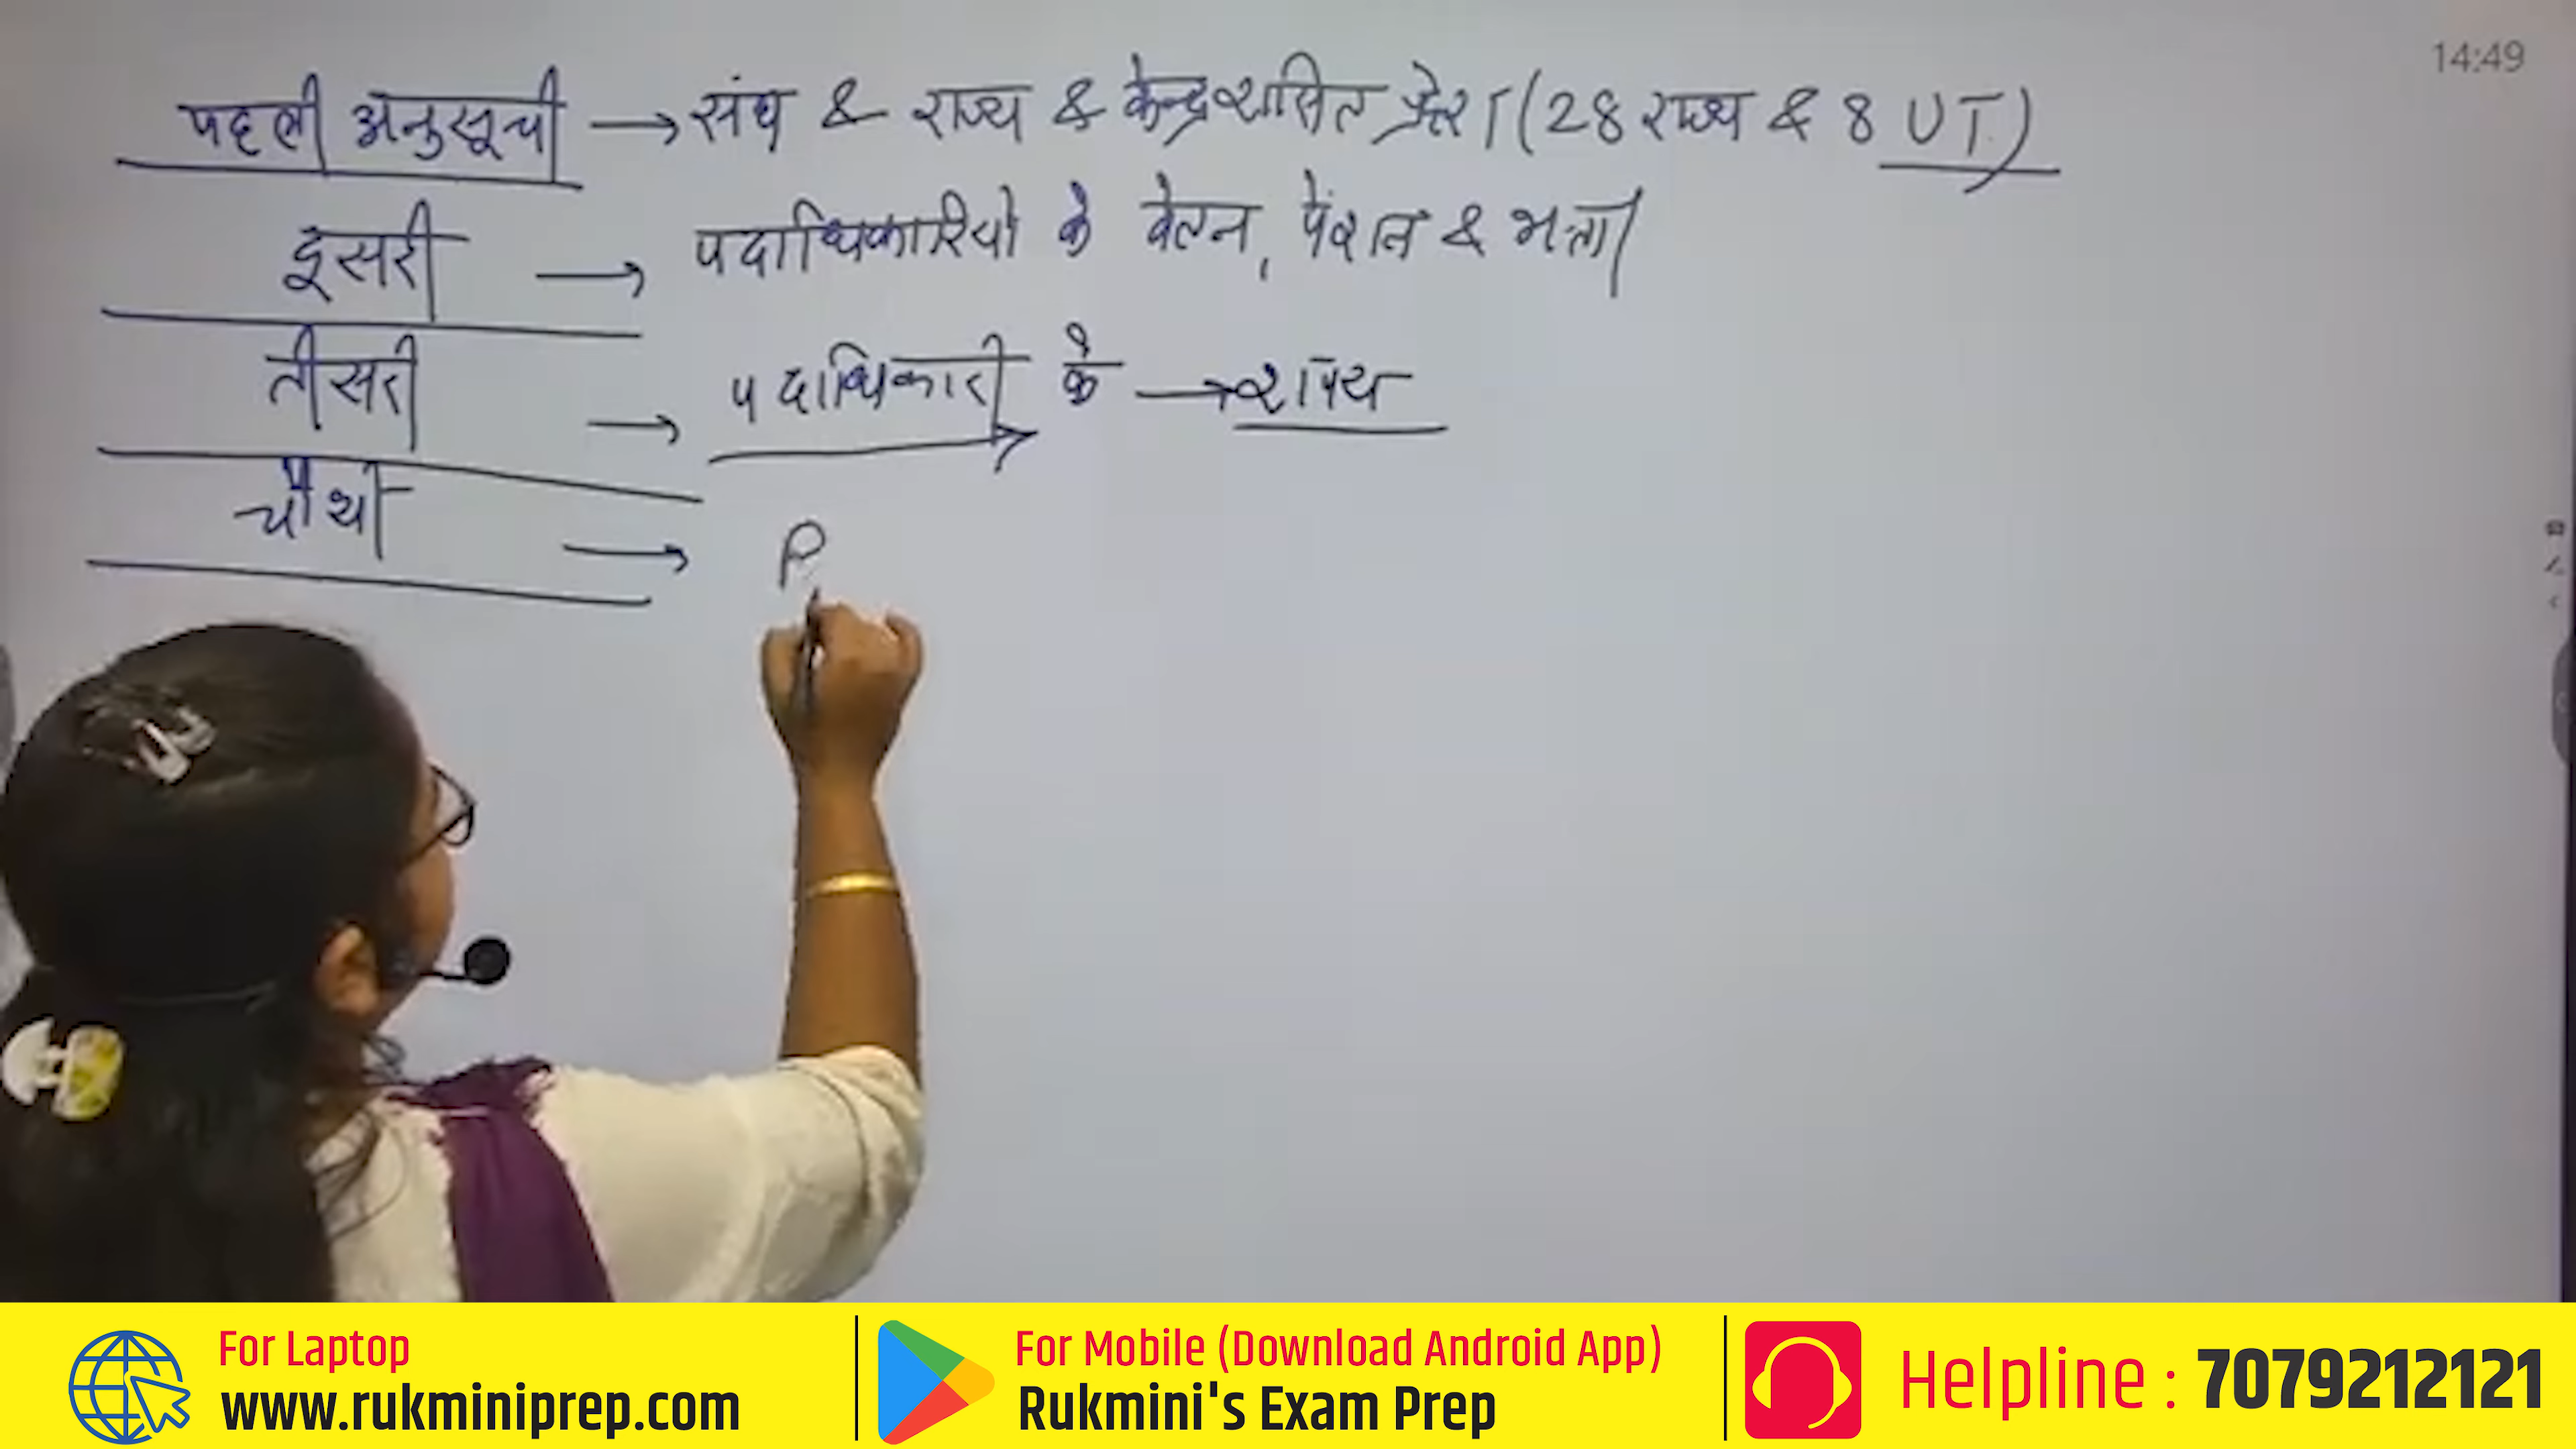 14:49
पहली अनुसूची → संघ & राज्य & केन्द्रशासित प्रदेश (28 राज्य & 8 UT.)
दुसरी → पदाधिकारियो के वेतन, पेंशन & भत्ता
तीसरी → पदाधिकारी के → शपथ
चौथी → R
For Laptop
www.rukminiprep.com
For Mobile (Download Android App)
Rukmini's Exam Prep
Helpline : 7079212121